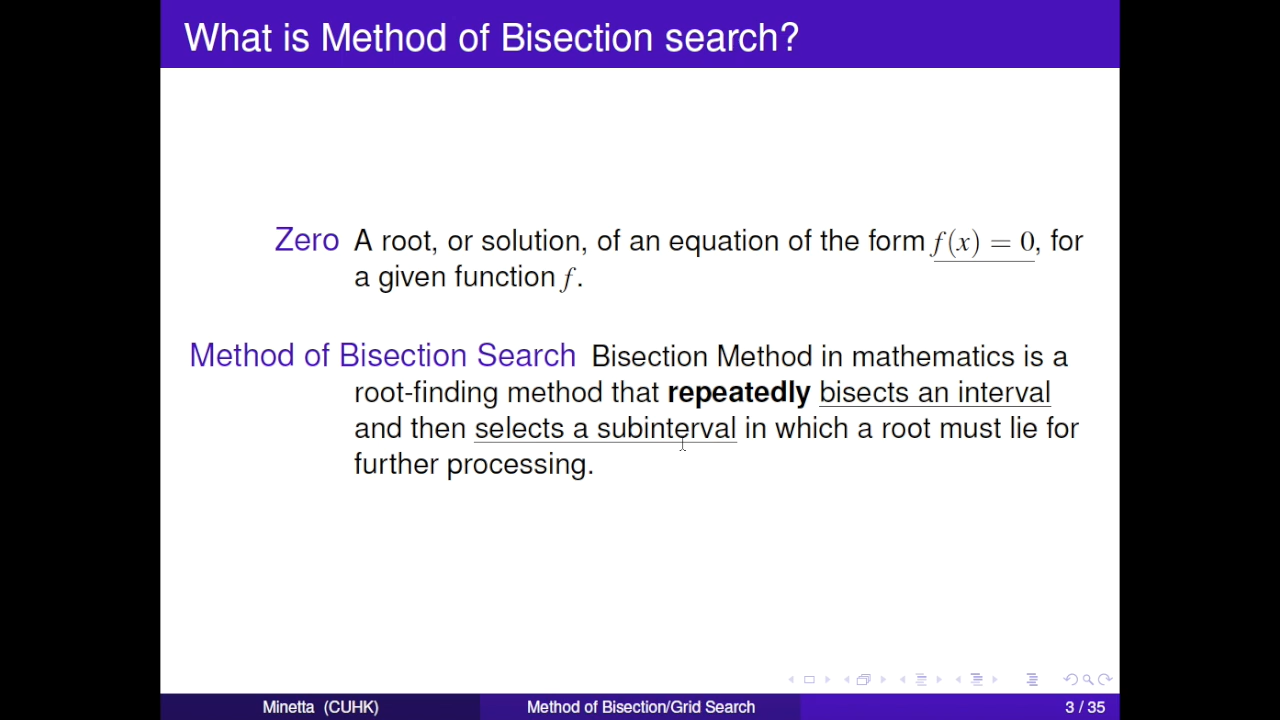 What is Method of Bisection search?
Zero A root, or solution, of an equation of the form f(x) = 0, for
a given function f.
Method of Bisection Search Bisection Method in mathematics is a
root-finding method that repeatedly bisects an interval
and then selects a subinterval in which a root must lie for
further processing.
Minetta (CUHK) Method of Bisection/Grid Search 3 / 35